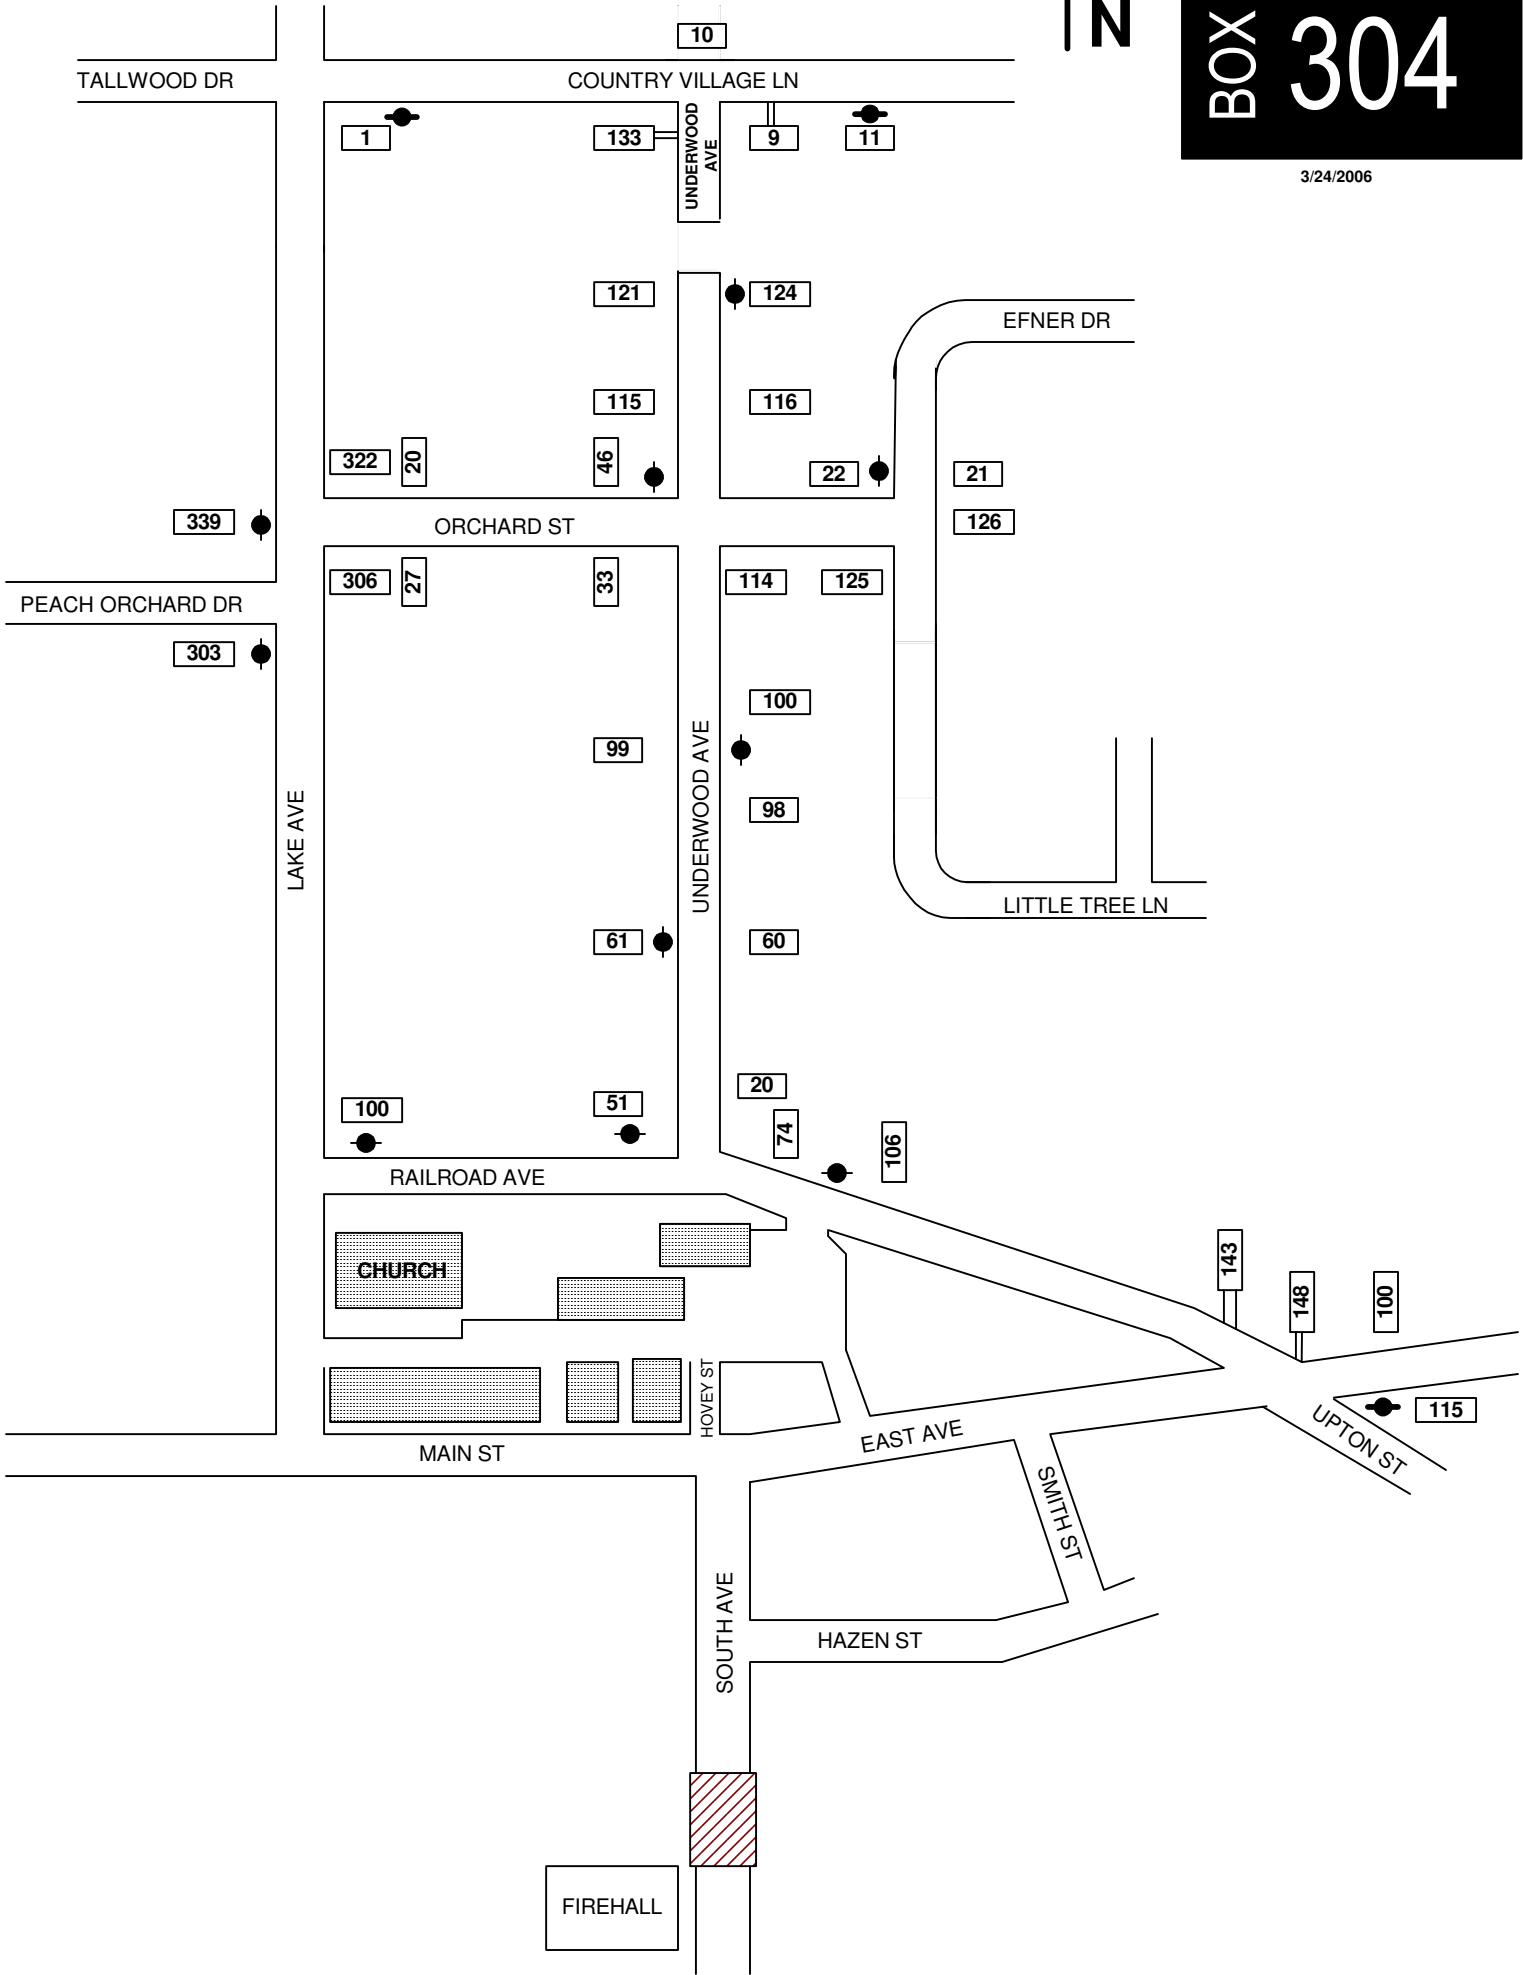 10
N
BOX 304
TALLWOOD DR
COUNTRY VILLAGE LN
1
133
UNDERWOOD
AVE
9
11
3/24/2006
121
124
EFNER DR
115
116
322
20
46
22
21
339
ORCHARD ST
126
306
27
33
114
125
PEACH ORCHARD DR
303
100
99
UNDERWOOD AVE
98
LAKE AVE
LITTLE TREE LN
61
60
20
100
51
74
106
RAILROAD AVE
CHURCH
143
148
100
HOVEY ST
115
MAIN ST
EAST AVE
UPTON ST
SMITH ST
SOUTH AVE
HAZEN ST
FIREHALL